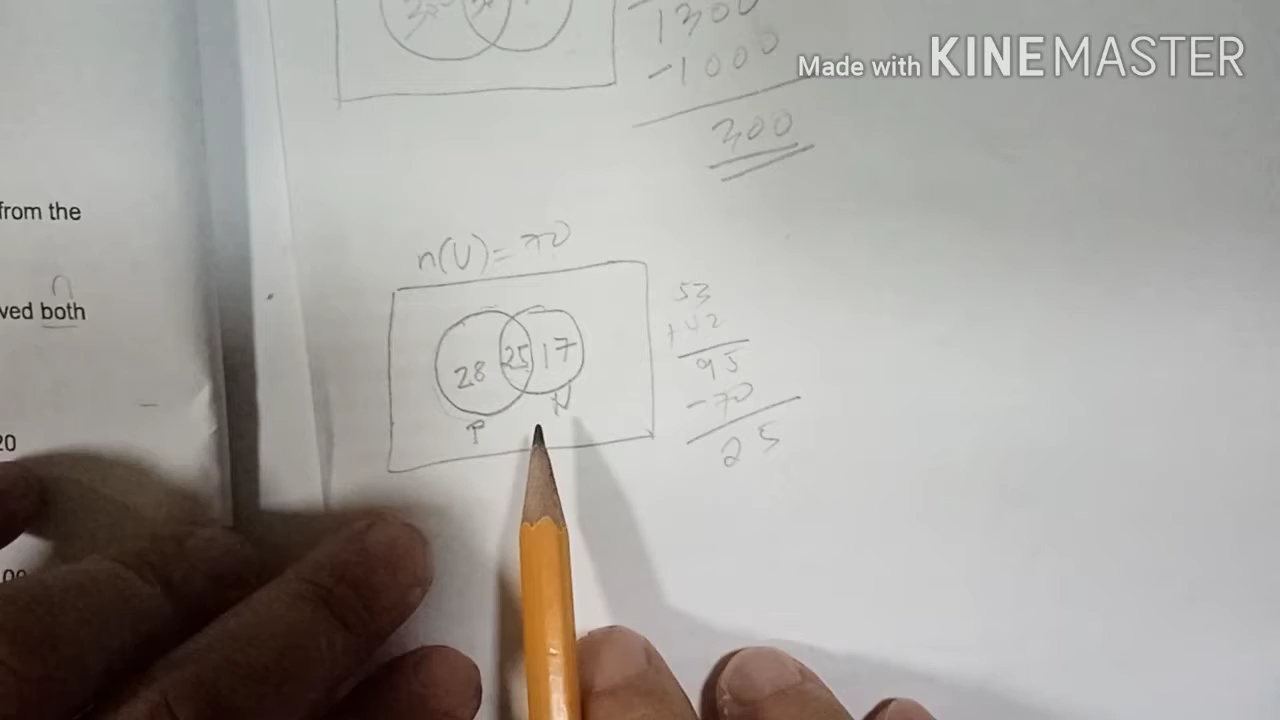 1300
-1000
Made with KINEMASTER
300
from the
n(U)=70
ved both
53
+42
28 25 17
95
-70
N
P
25
20
00